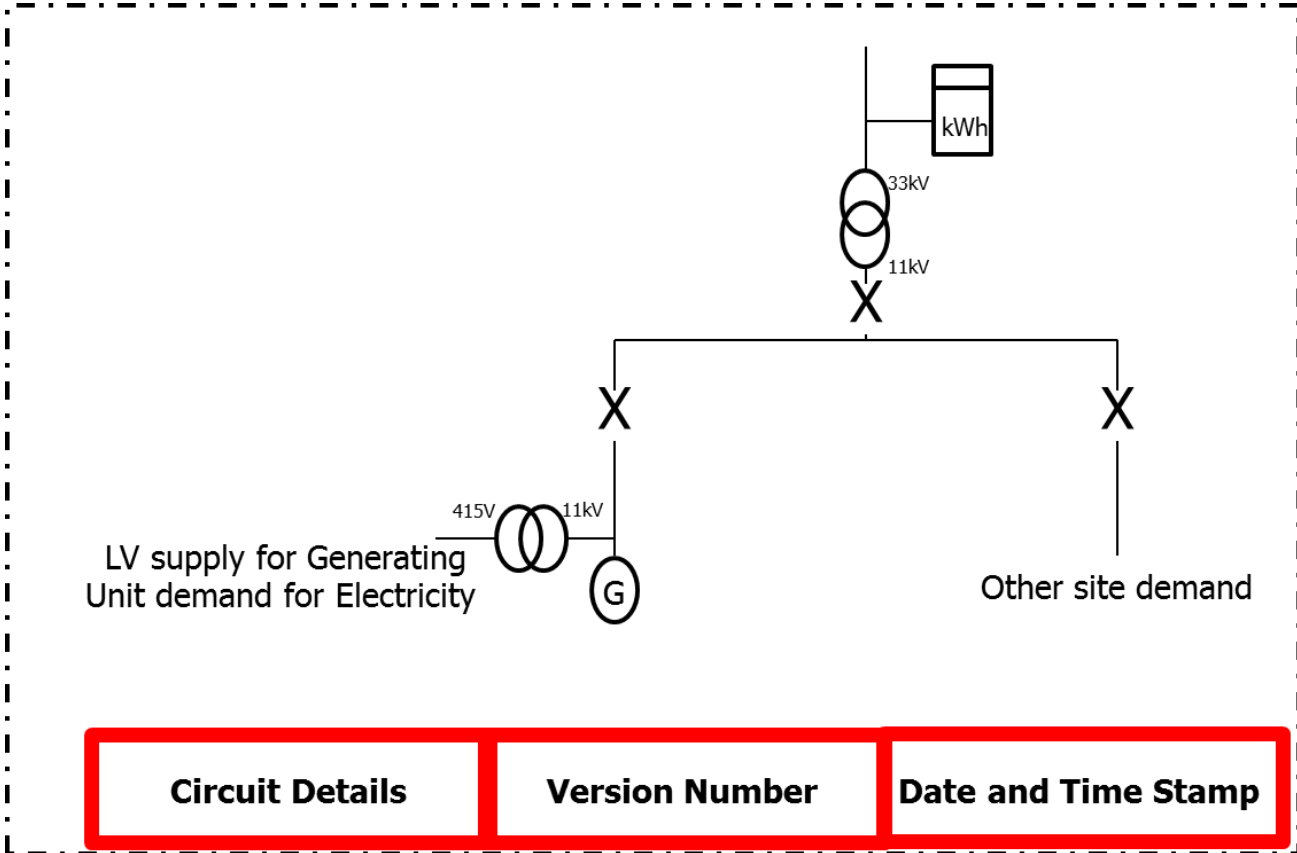 kWh
33kV
11kV
X
X
X
415V
11kV
LV supply for Generating
Unit demand for Electricity
G
Other site demand
Circuit Details
Version Number
Date and Time Stamp